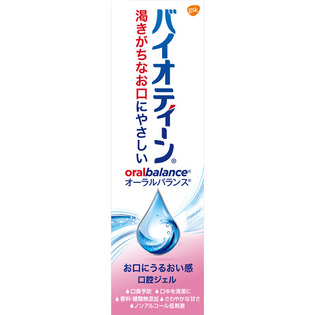 gsk
バイオティーン®
渇きがちなお口にやさしい
oralbalance®
オーラルバランス®
お口にうるおい感
口腔ジェル
口臭予防 口中を清潔に
香料・糖類無添加 さわやかな甘さ
ノンアルコール低刺激